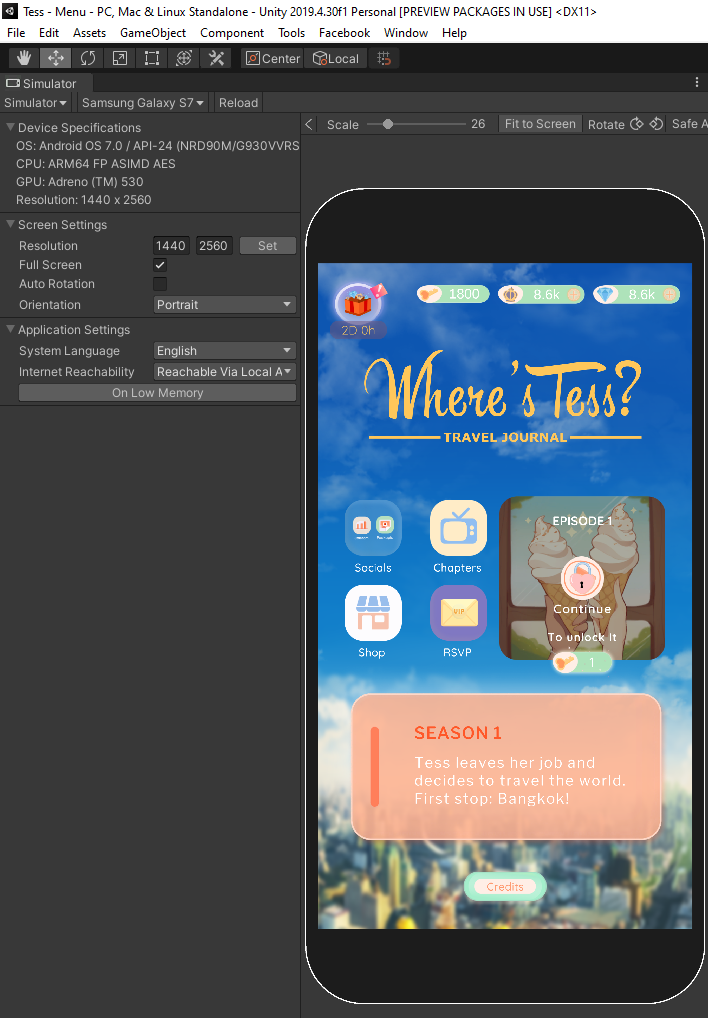 Tess - Menu - PC, Mac & Linux Standalone - Unity 2019.4.30f1 Personal [PREVIEW PACKAGES IN USE] <DX11>
File Edit Assets GameObject Component Tools Facebook Window Help
Center Local
Simulator
Simulator Samsung Galaxy S7 Reload
Scale 26 Fit to Screen Rotate Safe A
Device Specifications
OS: Android OS 7.0 / API-24 (NRD90M/G930VVRS
CPU: ARM64 FP ASIMD AES
GPU: Adreno (TM) 530
Resolution: 1440 x 2560
Screen Settings
Resolution 1440 2560 Set
Full Screen
Auto Rotation
Orientation Portrait
Application Settings
System Language English
Internet Reachability Reachable Via Local A
On Low Memory
1800 8.6k 8.6k
2D 0h
Where's Tess?
TRAVEL JOURNAL
Socials
Chapters
VIP
Shop
RSVP
EPISODE 1
Continue
To unlock it
1
SEASON 1
Tess leaves her job and
decides to travel the world.
First stop: Bangkok!
Credits